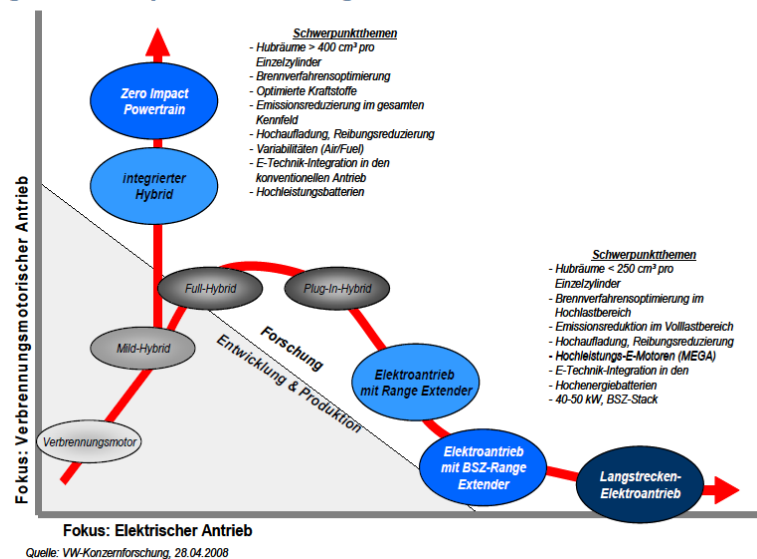 Schwerpunktthemen
- Hubräume > 400 cm³ pro
Einzelzylinder
- Brennverfahrensoptimierung
- Optimierte Kraftstoffe
- Emissionsreduzierung im gesamten
Kennfeld
- Hochaufladung, Reibungsreduzierung
- Variabilitäten (Air/Fuel)
- E-Technik-Integration in den
konventionellen Antrieb
- Hochleistungsbatterien
Zero Impact
Powertrain
integrierter
Hybrid
Schwerpunktthemen
- Hubräume < 250 cm³ pro
Einzelzylinder
- Brennverfahrensoptimierung im
Hochlastbereich
- Emissionsreduktion im Volllastbereich
- Hochaufladung, Reibungsreduzierung
- Hochleistungs-E-Motoren (MEGA)
- E-Technik-Integration in den
- Hochenergiebatterien
- 40-50 kW, BSZ-Stack
Full-Hybrid
Plug-In-Hybrid
Mild-Hybrid
Forschung
Entwicklung & Produktion
Elektroantrieb
mit Range Extender
Verbrennungsmotor
Elektroantrieb
mit BSZ-Range
Extender
Langstrecken-
Elektroantrieb
Fokus: Verbrennungsmotorischer Antrieb
Fokus: Elektrischer Antrieb
Quelle: VW-Konzernforschung, 28.04.2008